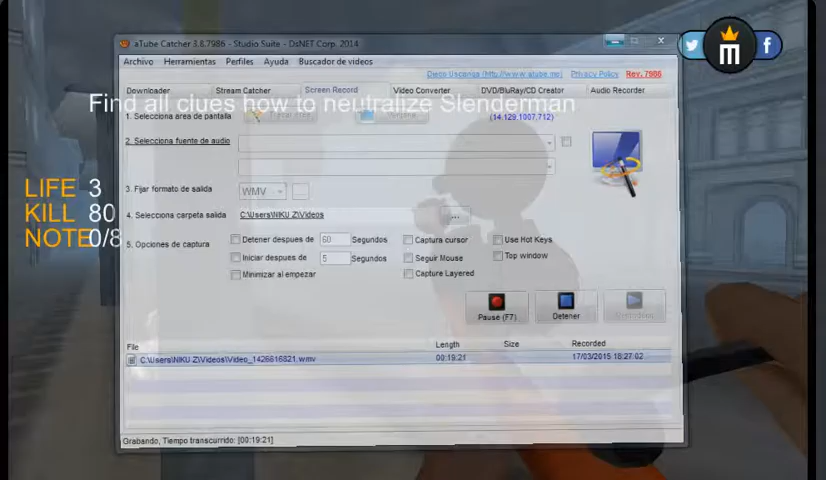 aTube Catcher 3.8.7986 - Studio Suite - DsNET Corp. 2014
Archivo Herramientas Perfiles Ayuda Buscador de videos
Disco Uscanga (http://www.atube.me) Privacy Policy Rev. 7986
Downloader Stream Catcher Screen Record Video Converter DVD/BluRay/CD Creator Audio Recorder
Find all clues how to neutralize Slenderman
1. Selecciona area de pantalla (14,129,1007,712)
2. Selecciona fuente de audio
LIFE 3
3. Fijar formato de salida WMV
KILL 80
4. Selecciona carpeta salida C:\Users\NIKU Z\Videos ...
NOTE 0/8
5. Opciones de captura
Detener despues de 60 Segundos Captura cursor Use Hot Keys
Iniciar despues de 5 Segundos Seguir Mouse Top window
Minimizar al empezar Capture Layered
Pause (F7) Detener
File Length Size Recorded
C:\Users\NIKU Z\Videos\Video_1426616821.wmv 00:19:21 17/03/2015 18:27:02
Grabando, Tiempo transcurrido: [00:19:21]